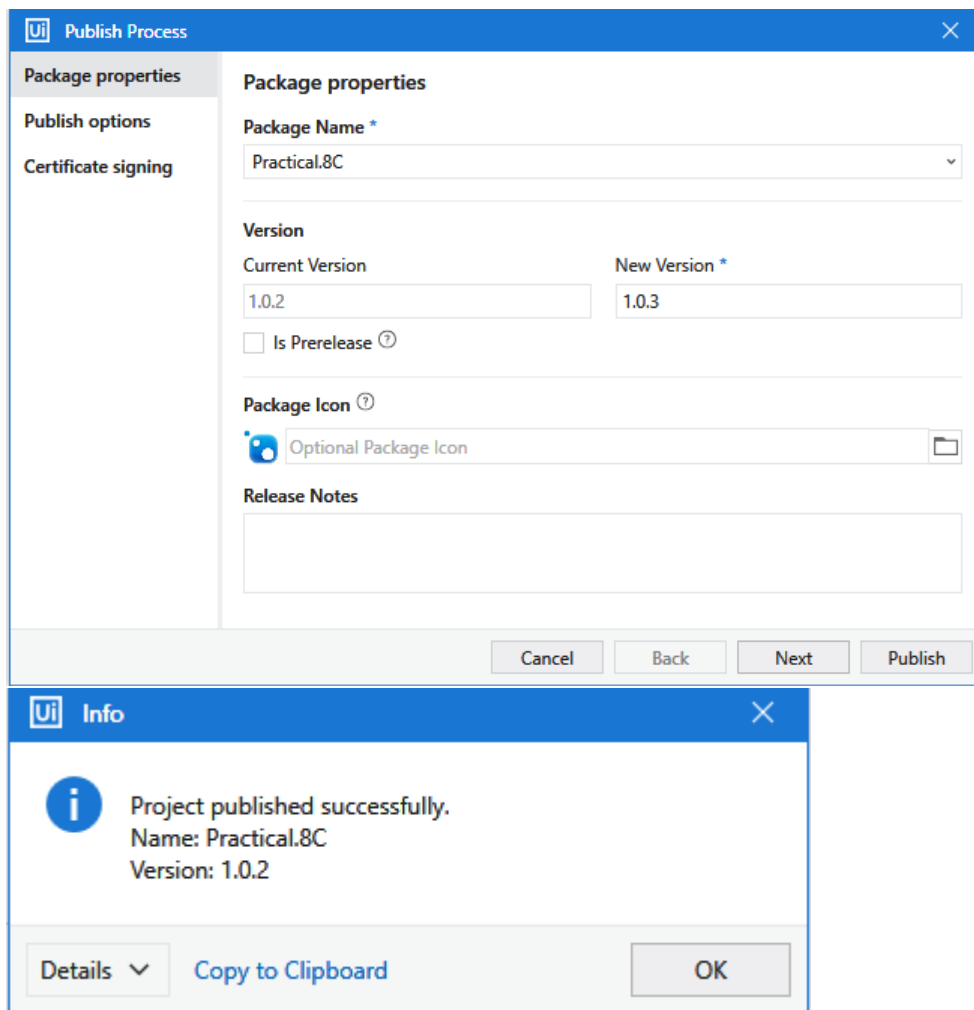 Ui Publish Process
Package properties
Publish options
Certificate signing
Package properties
Package Name *
Practical.8C
Version
Current Version New Version *
1.0.2 1.0.3
Is Prerelease ?
Package Icon ?
Optional Package Icon
Release Notes
Cancel Back Next Publish
Ui Info
i
Project published successfully.
Name: Practical.8C
Version: 1.0.2
Details Copy to Clipboard OK